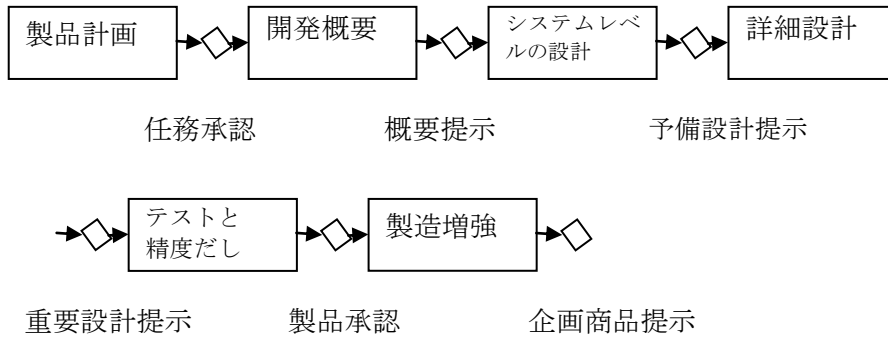 製品計画
開発概要
システムレベ
ルの設計
詳細設計
任務承認
概要提示
予備設計提示
テストと
精度だし
製造増強
重要設計提示
製品承認
企画商品提示